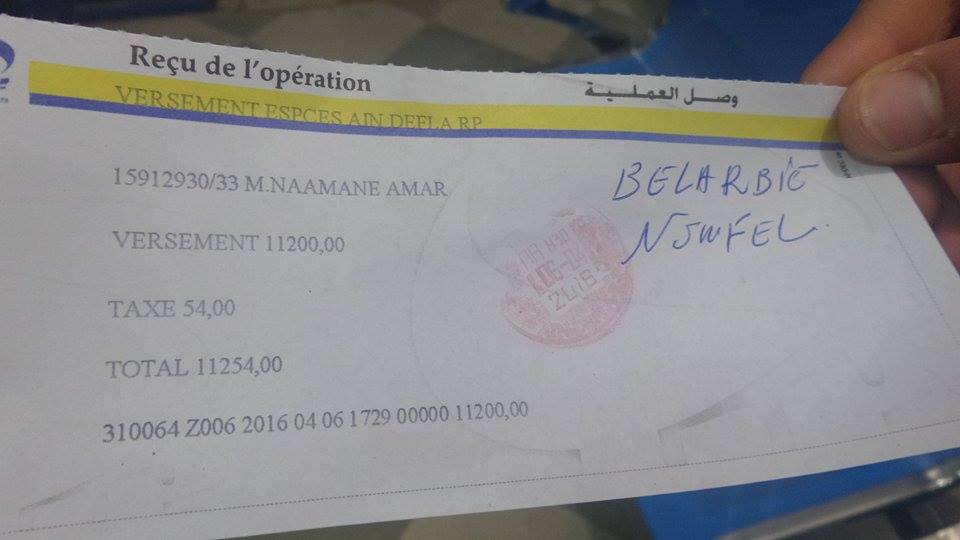 Reçu de l'opération
وصل العملية
VERSEMENT ESPCES AIN DEFLA RP
15912930/33 M.NAAMANE AMAR
BELARBIE
NJWFEL.
VERSEMENT 11200,00
TAXE 54,00
TOTAL 11254,00
310064 Z006 2016 04 06 1729 00000 11200,00